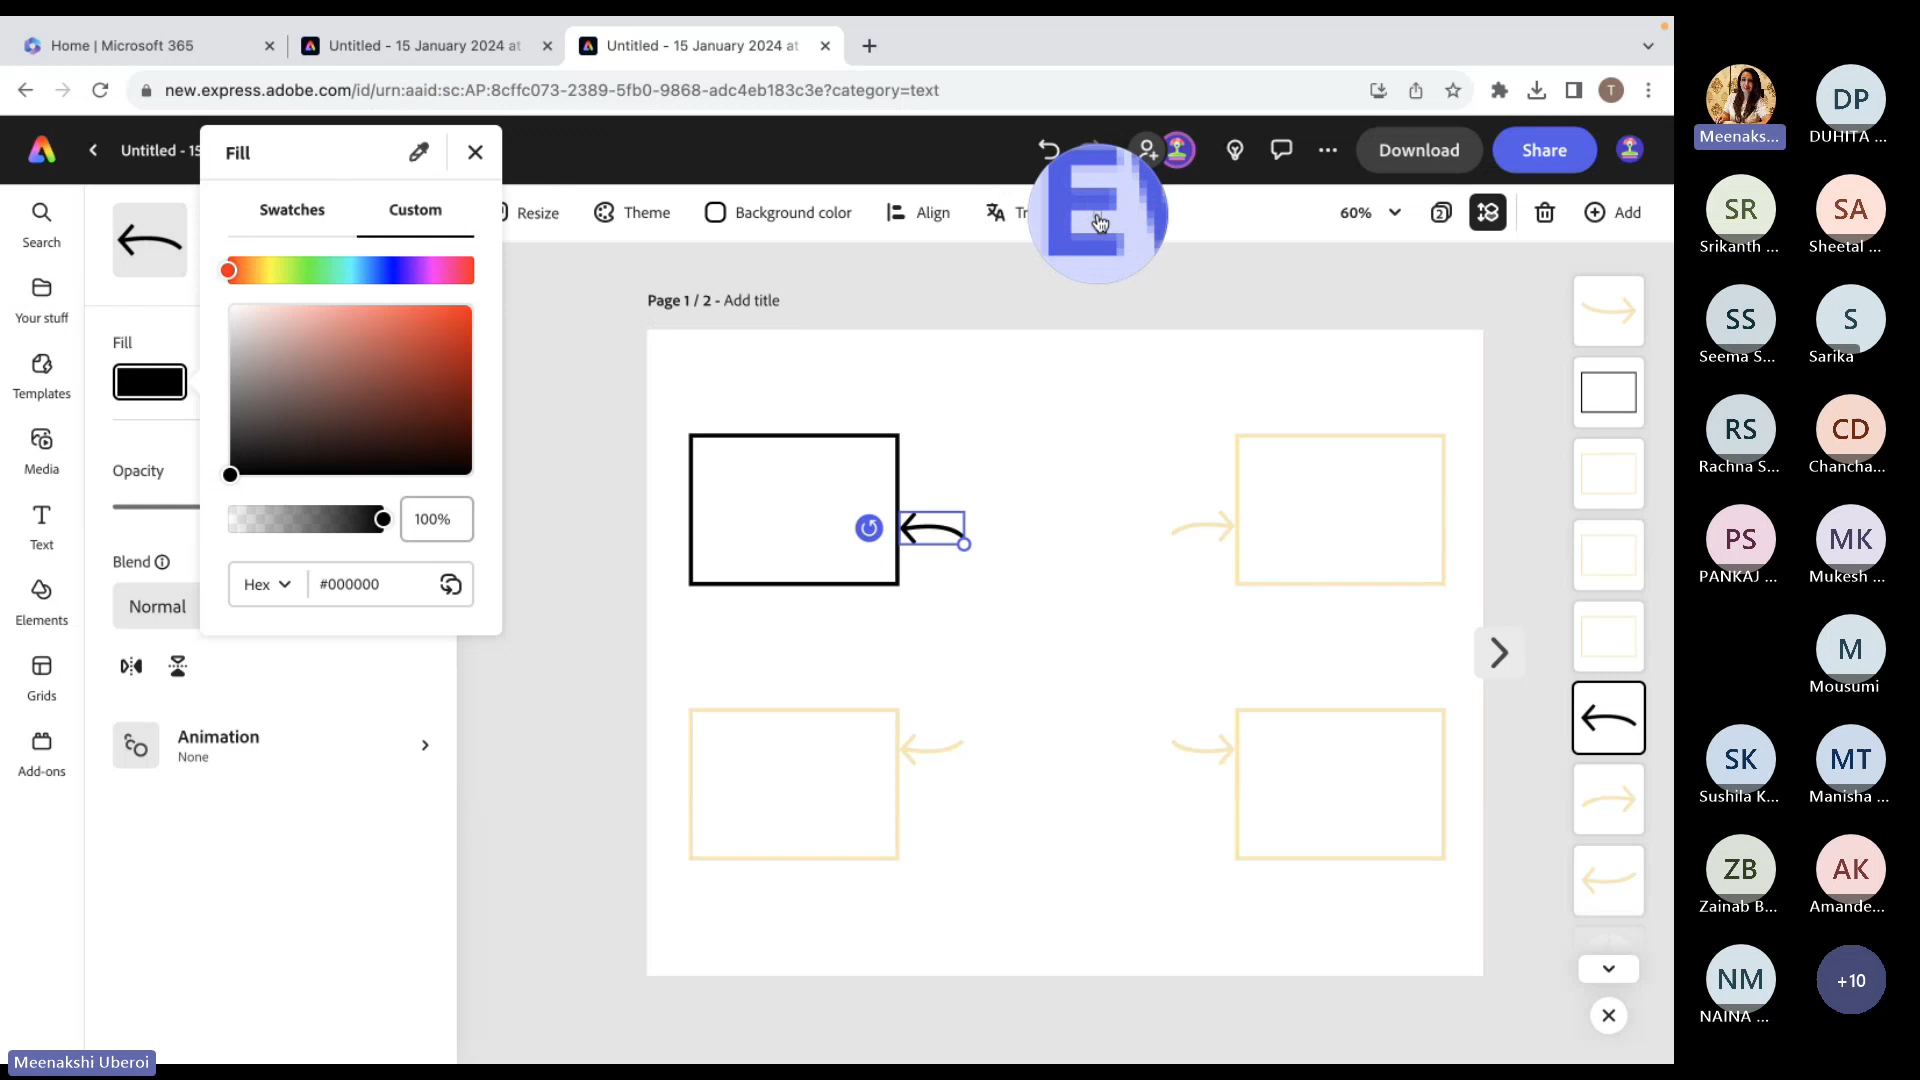 Home | Microsoft 365
Untitled - 15 January 2024 at
Untitled - 15 January 2024 at
new.express.adobe.com/id/urn:aaid:sc:AP:8cffc073-2389-5fb0-9868-adc4eb183c3e?category=text
T
Untitled - 15
Download
Share
Fill
Swatches
Custom
100%
Hex
#000000
Resize
Theme
Background color
Align
Tr
E
60%
2
Add
Search
Your stuff
Templates
Media
Text
Elements
Grids
Add-ons
Fill
Opacity
Blend
Normal
Animation
None
Page 1 / 2 - Add title
Meenaks...
DP
DUHITA ...
SR
Srikanth ...
SA
Sheetal ...
SS
Seema S...
S
Sarika
RS
Rachna S...
CD
Chancha...
PS
PANKAJ ...
MK
Mukesh ...
M
Mousumi
SK
Sushila K...
MT
Manisha ...
ZB
Zainab B...
AK
Amande...
NM
NAINA ...
+10
Meenakshi Uberoi